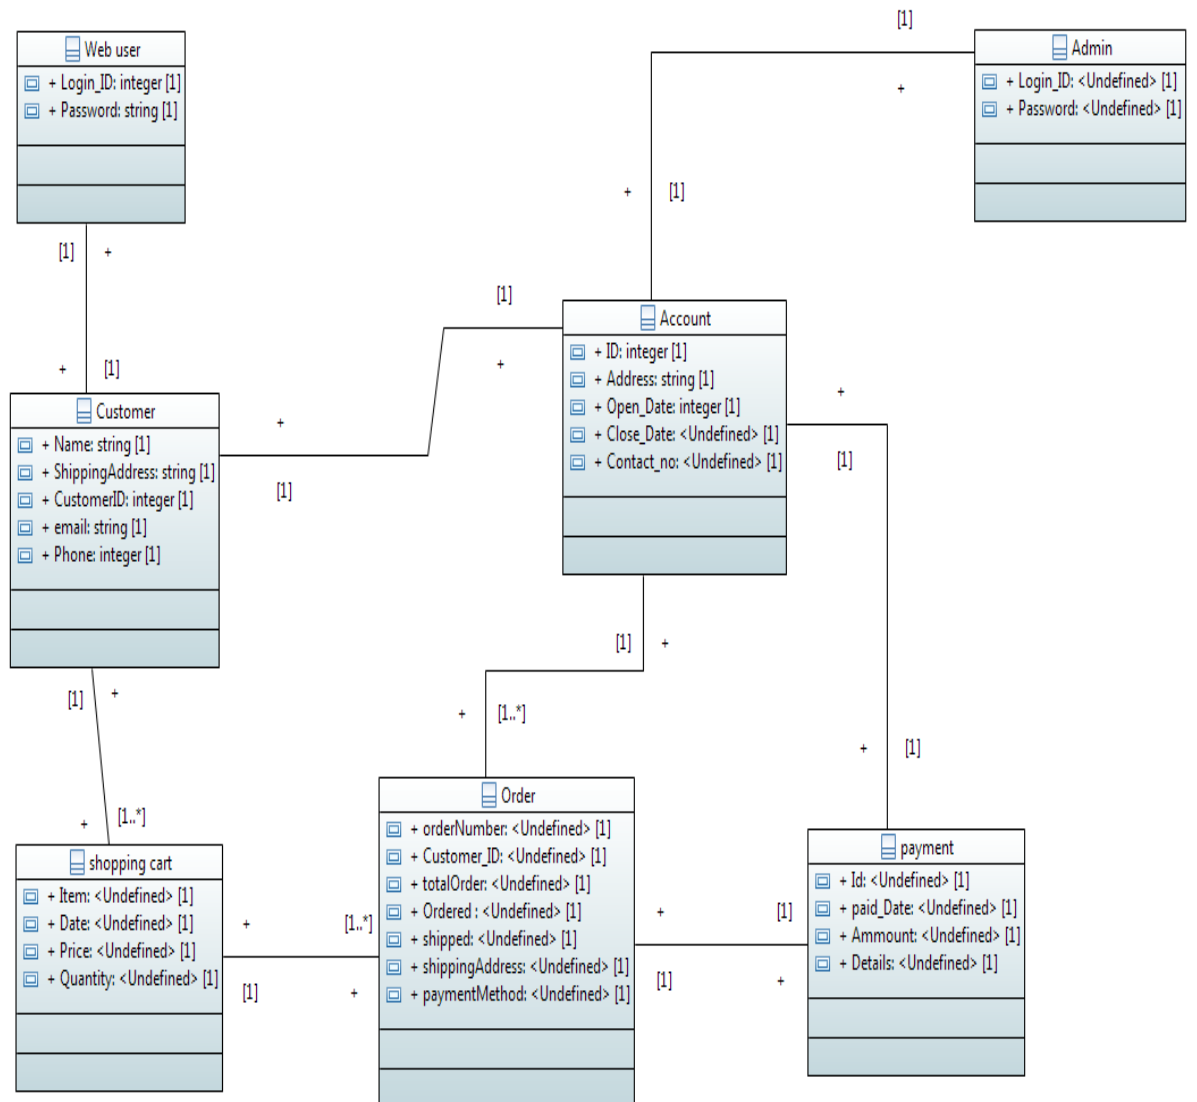 Web user
+ Login_ID: integer [1]
+ Password: string [1]
[1]
Admin
+ Login_ID: <Undefined> [1]
+ Password: <Undefined> [1]
+
+ [1]
[1] +
+ [1]
[1]
+
Account
+ ID: integer [1]
+ Address: string [1]
+ Open_Date: integer [1]
+ Close_Date: <Undefined> [1]
+ Contact_no: <Undefined> [1]
Customer
+ Name: string [1]
+ ShippingAddress: string [1]
+ CustomerID: integer [1]
+ email: string [1]
+ Phone: integer [1]
+
[1]
+
[1]
[1] +
+ [1..*]
+ [1]
[1] +
+ [1..*]
shopping cart
+ Item: <Undefined> [1]
+ Date: <Undefined> [1]
+ Price: <Undefined> [1]
+ Quantity: <Undefined> [1]
+ [1..*]
[1] +
Order
+ orderNumber: <Undefined> [1]
+ Customer_ID: <Undefined> [1]
+ totalOrder: <Undefined> [1]
+ Ordered : <Undefined> [1]
+ shipped: <Undefined> [1]
+ shippingAddress: <Undefined> [1]
+ paymentMethod: <Undefined> [1]
+ [1]
[1] +
payment
+ Id: <Undefined> [1]
+ paid_Date: <Undefined> [1]
+ Ammount: <Undefined> [1]
+ Details: <Undefined> [1]